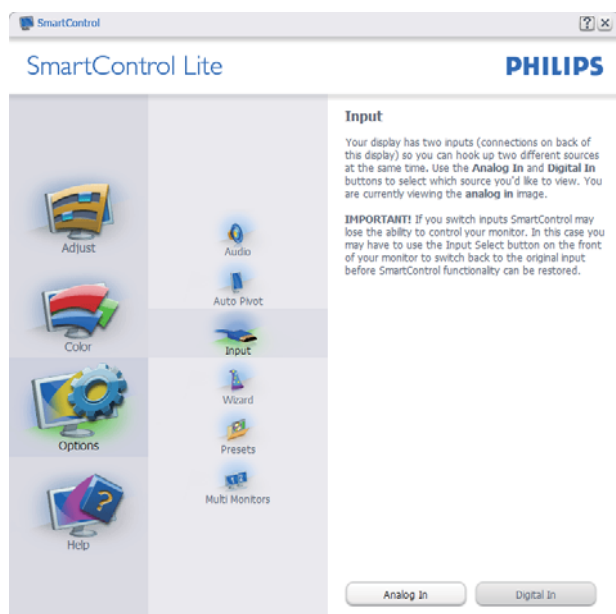 SmartControl
? ×
SmartControl Lite
PHILIPS
Adjust
Color
Options
Help
Audio
Auto Pivot
Input
Wizard
Presets
Multi Monitors
Input
Your display has two inputs (connections on back of
this display) so you can hook up two different sources
at the same time. Use the Analog In and Digital In
buttons to select which source you'd like to view. You
are currently viewing the analog in image.
IMPORTANT! If you switch inputs SmartControl may
lose the ability to control your monitor. In this case you
may have to use the Input Select button on the front
of your monitor to switch back to the original input
before SmartControl functionality can be restored.
Analog In
Digital In